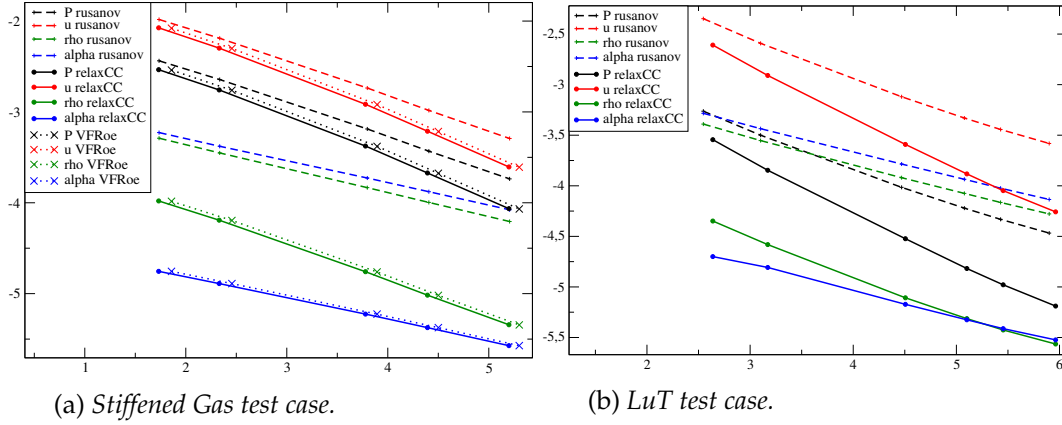 P rusanov
u rusanov
rho rusanov
alpha rusanov
P relaxCC
u relaxCC
rho relaxCC
alpha relaxCC
P VFRoe
u VFRoe
rho VFRoe
alpha VFRoe
-2
-3
-4
-5
1
2
3
4
5
(a) Stiffened Gas test case.
P rusanov
u rusanov
rho rusanov
alpha rusanov
P relaxCC
u relaxCC
rho relaxCC
alpha relaxCC
-2,5
-3
-3,5
-4
-4,5
-5
-5,5
2
3
4
5
6
(b) LuT test case.